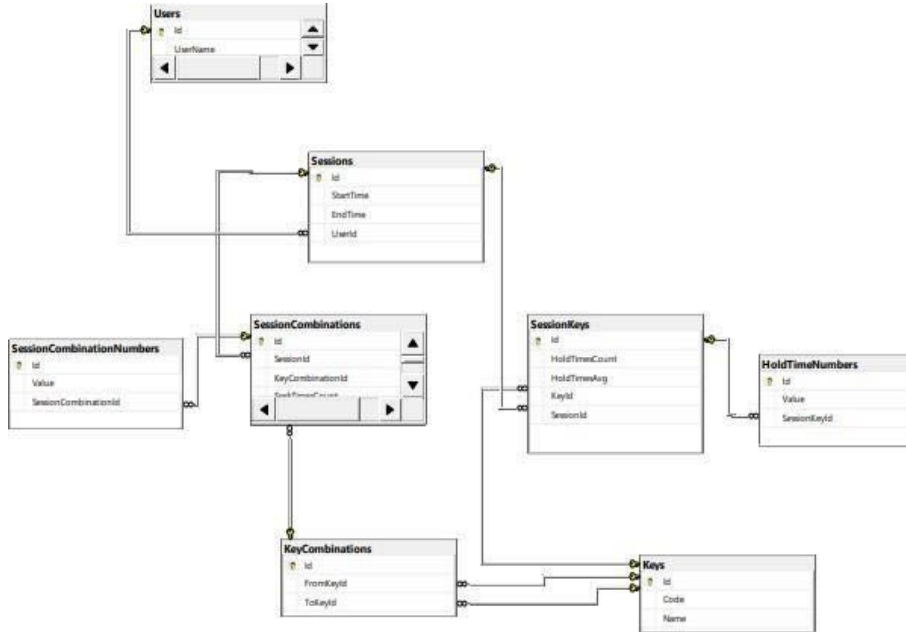 Users
Id
UserName
Sessions
Id
StartTime
EndTime
UserId
SessionCombinations
Id
SessionId
KeyCombinationId
SeekTimesCount
SessionCombinationNumbers
Id
Value
SessionCombinationId
SessionKeys
Id
HoldTimesCount
HoldTimesAvg
KeyId
SessionId
HoldTimeNumbers
Id
Value
SessionKeyId
KeyCombinations
Id
FromKeyId
ToKeyId
Keys
Id
Code
Name